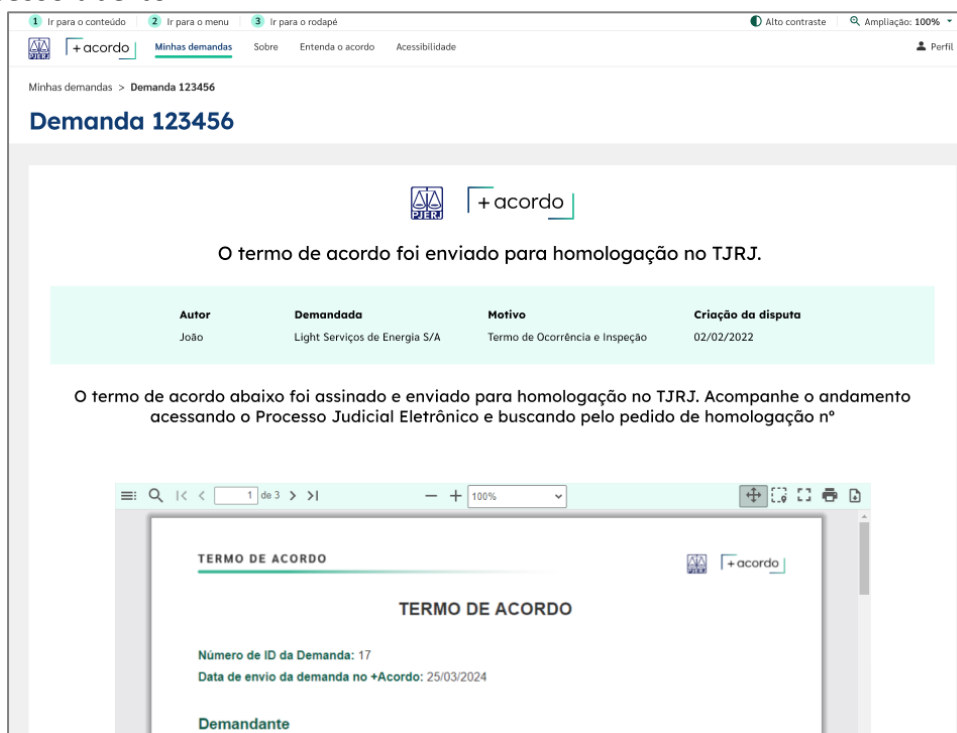 1 Ir para o conteúdo 2 Ir para o menu 3 Ir para o rodapé Alto contraste Ampliação: 100%
PJERJ + acordo Minhas demandas Sobre Entenda o acordo Acessibilidade Perfil
Minhas demandas > Demanda 123456
Demanda 123456
PJERJ + acordo
O termo de acordo foi enviado para homologação no TJRJ.
Autor Demandada Motivo Criação da disputa
João Light Serviços de Energia S/A Termo de Ocorrência e Inspeção 02/02/2022
O termo de acordo abaixo foi assinado e enviado para homologação no TJRJ. Acompanhe o andamento
acessando o Processo Judicial Eletrônico e buscando pelo pedido de homologação nº
1 de 3 100%
TERMO DE ACORDO PJERJ + acordo
TERMO DE ACORDO
Número de ID da Demanda: 17
Data de envio da demanda no +Acordo: 25/03/2024
Demandante